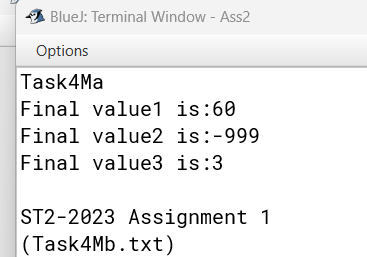 BlueJ: Terminal Window - Ass2
Options
Task4Ma
Final value1 is:60
Final value2 is:-999
Final value3 is:3
ST2-2023 Assignment 1
(Task4Mb.txt)